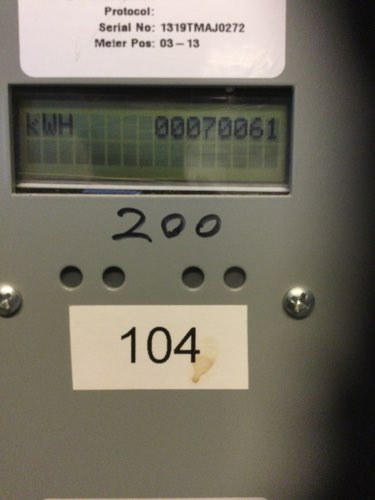 Protocol:
Serial No: 1319TMAJ0272
Meter Pos: 03-13
kWH 00070061
200
104